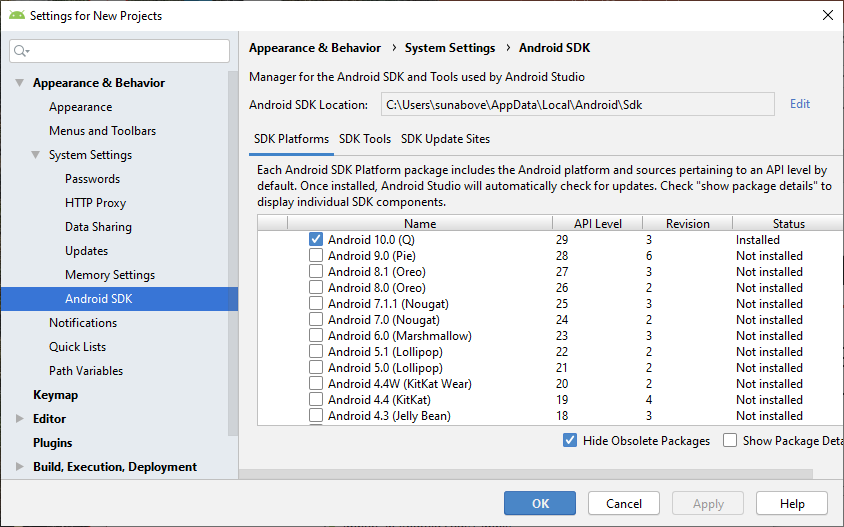 Settings for New Projects
Appearance & Behavior
Appearance
Menus and Toolbars
System Settings
Passwords
HTTP Proxy
Data Sharing
Updates
Memory Settings
Android SDK
Notifications
Quick Lists
Path Variables
Keymap
Editor
Plugins
Build, Execution, Deployment
Appearance & Behavior › System Settings › Android SDK
Manager for the Android SDK and Tools used by Android Studio
Android SDK Location: C:\Users\sunabove\AppData\Local\Android\Sdk Edit
SDK Platforms SDK Tools SDK Update Sites
Each Android SDK Platform package includes the Android platform and sources pertaining to an API level by
default. Once installed, Android Studio will automatically check for updates. Check "show package details" to
display individual SDK components.
Name API Level Revision Status
Android 10.0 (Q) 29 3 Installed
Android 9.0 (Pie) 28 6 Not installed
Android 8.1 (Oreo) 27 3 Not installed
Android 8.0 (Oreo) 26 2 Not installed
Android 7.1.1 (Nougat) 25 3 Not installed
Android 7.0 (Nougat) 24 2 Not installed
Android 6.0 (Marshmallow) 23 3 Not installed
Android 5.1 (Lollipop) 22 2 Not installed
Android 5.0 (Lollipop) 21 2 Not installed
Android 4.4W (KitKat Wear) 20 2 Not installed
Android 4.4 (KitKat) 19 4 Not installed
Android 4.3 (Jelly Bean) 18 3 Not installed
Hide Obsolete Packages Show Package Deta
OK Cancel Apply Help